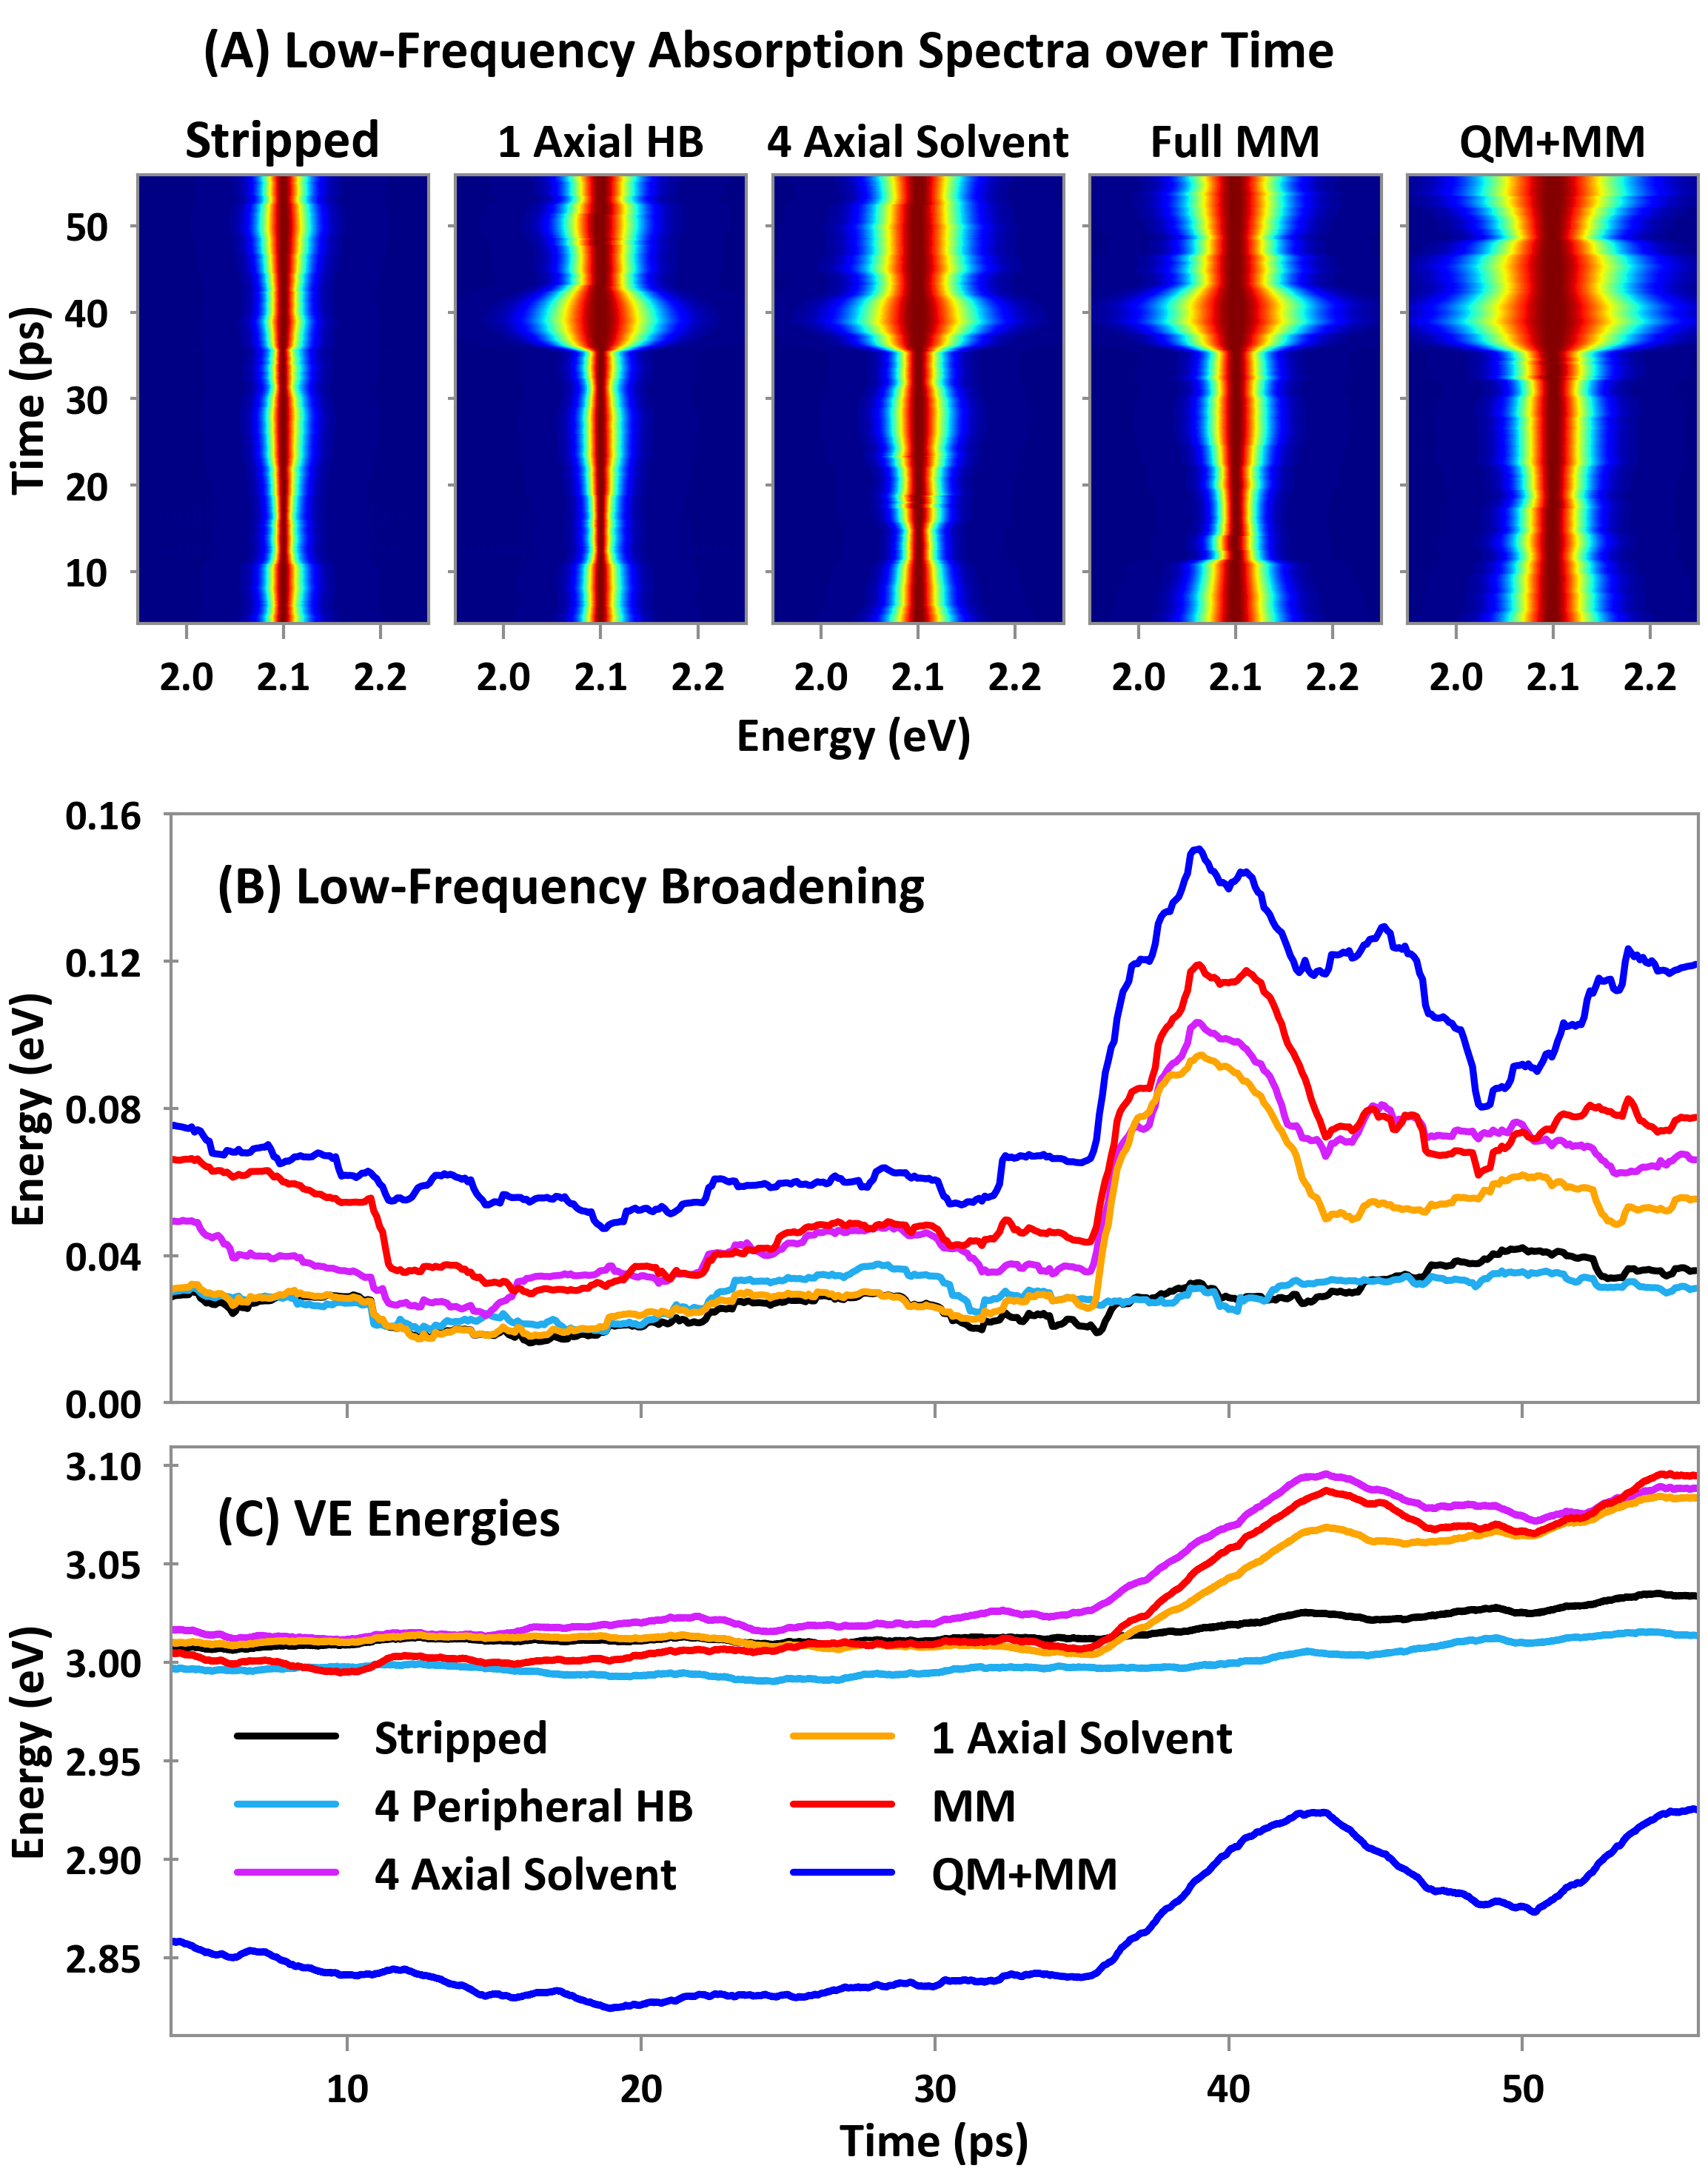 (A) Low-Frequency Absorption Spectra over Time
Stripped 1 Axial HB 4 Axial Solvent Full MM QM+MM
Time (ps)
50
40
30
20
10
2.0 2.1 2.2 2.0 2.1 2.2 2.0 2.1 2.2 2.0 2.1 2.2 2.0 2.1 2.2
Energy (eV)
(B) Low-Frequency Broadening
Energy (eV)
0.16
0.12
0.08
0.04
0.00
(C) VE Energies
Energy (eV)
3.10
3.05
3.00
2.95
2.90
2.85
Stripped 1 Axial Solvent
4 Peripheral HB MM
4 Axial Solvent QM+MM
10 20 30 40 50
Time (ps)